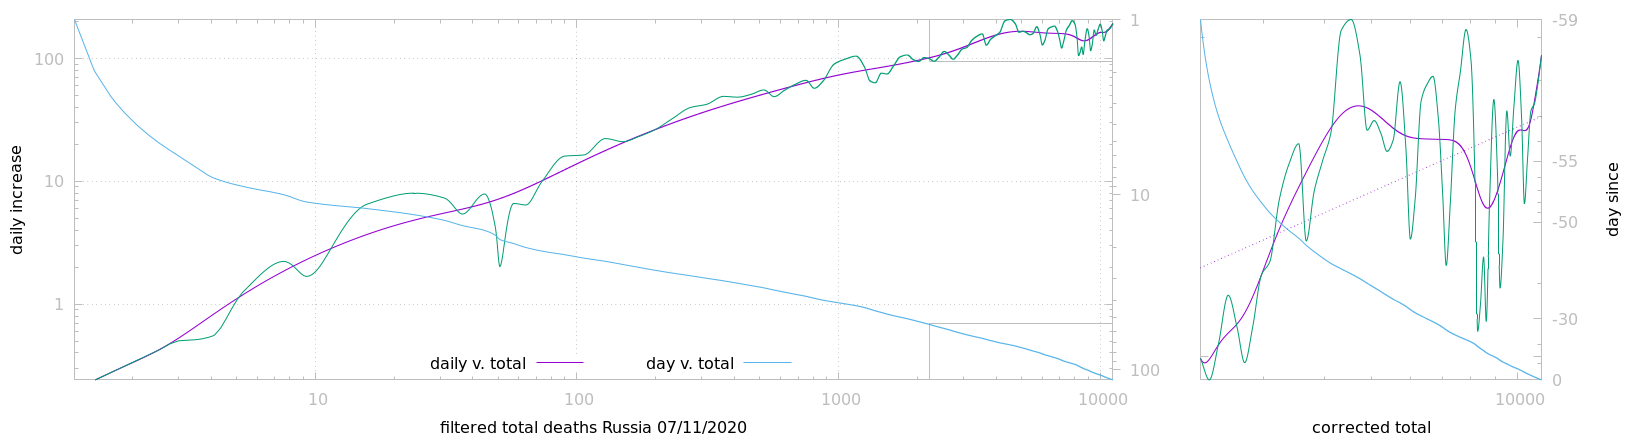 daily increase
100
10
1
1
10
100
daily v. total
day v. total
10
100
1000
10000
filtered total deaths Russia 07/11/2020
-59
-55
-50
-30
0
day since
10000
corrected total